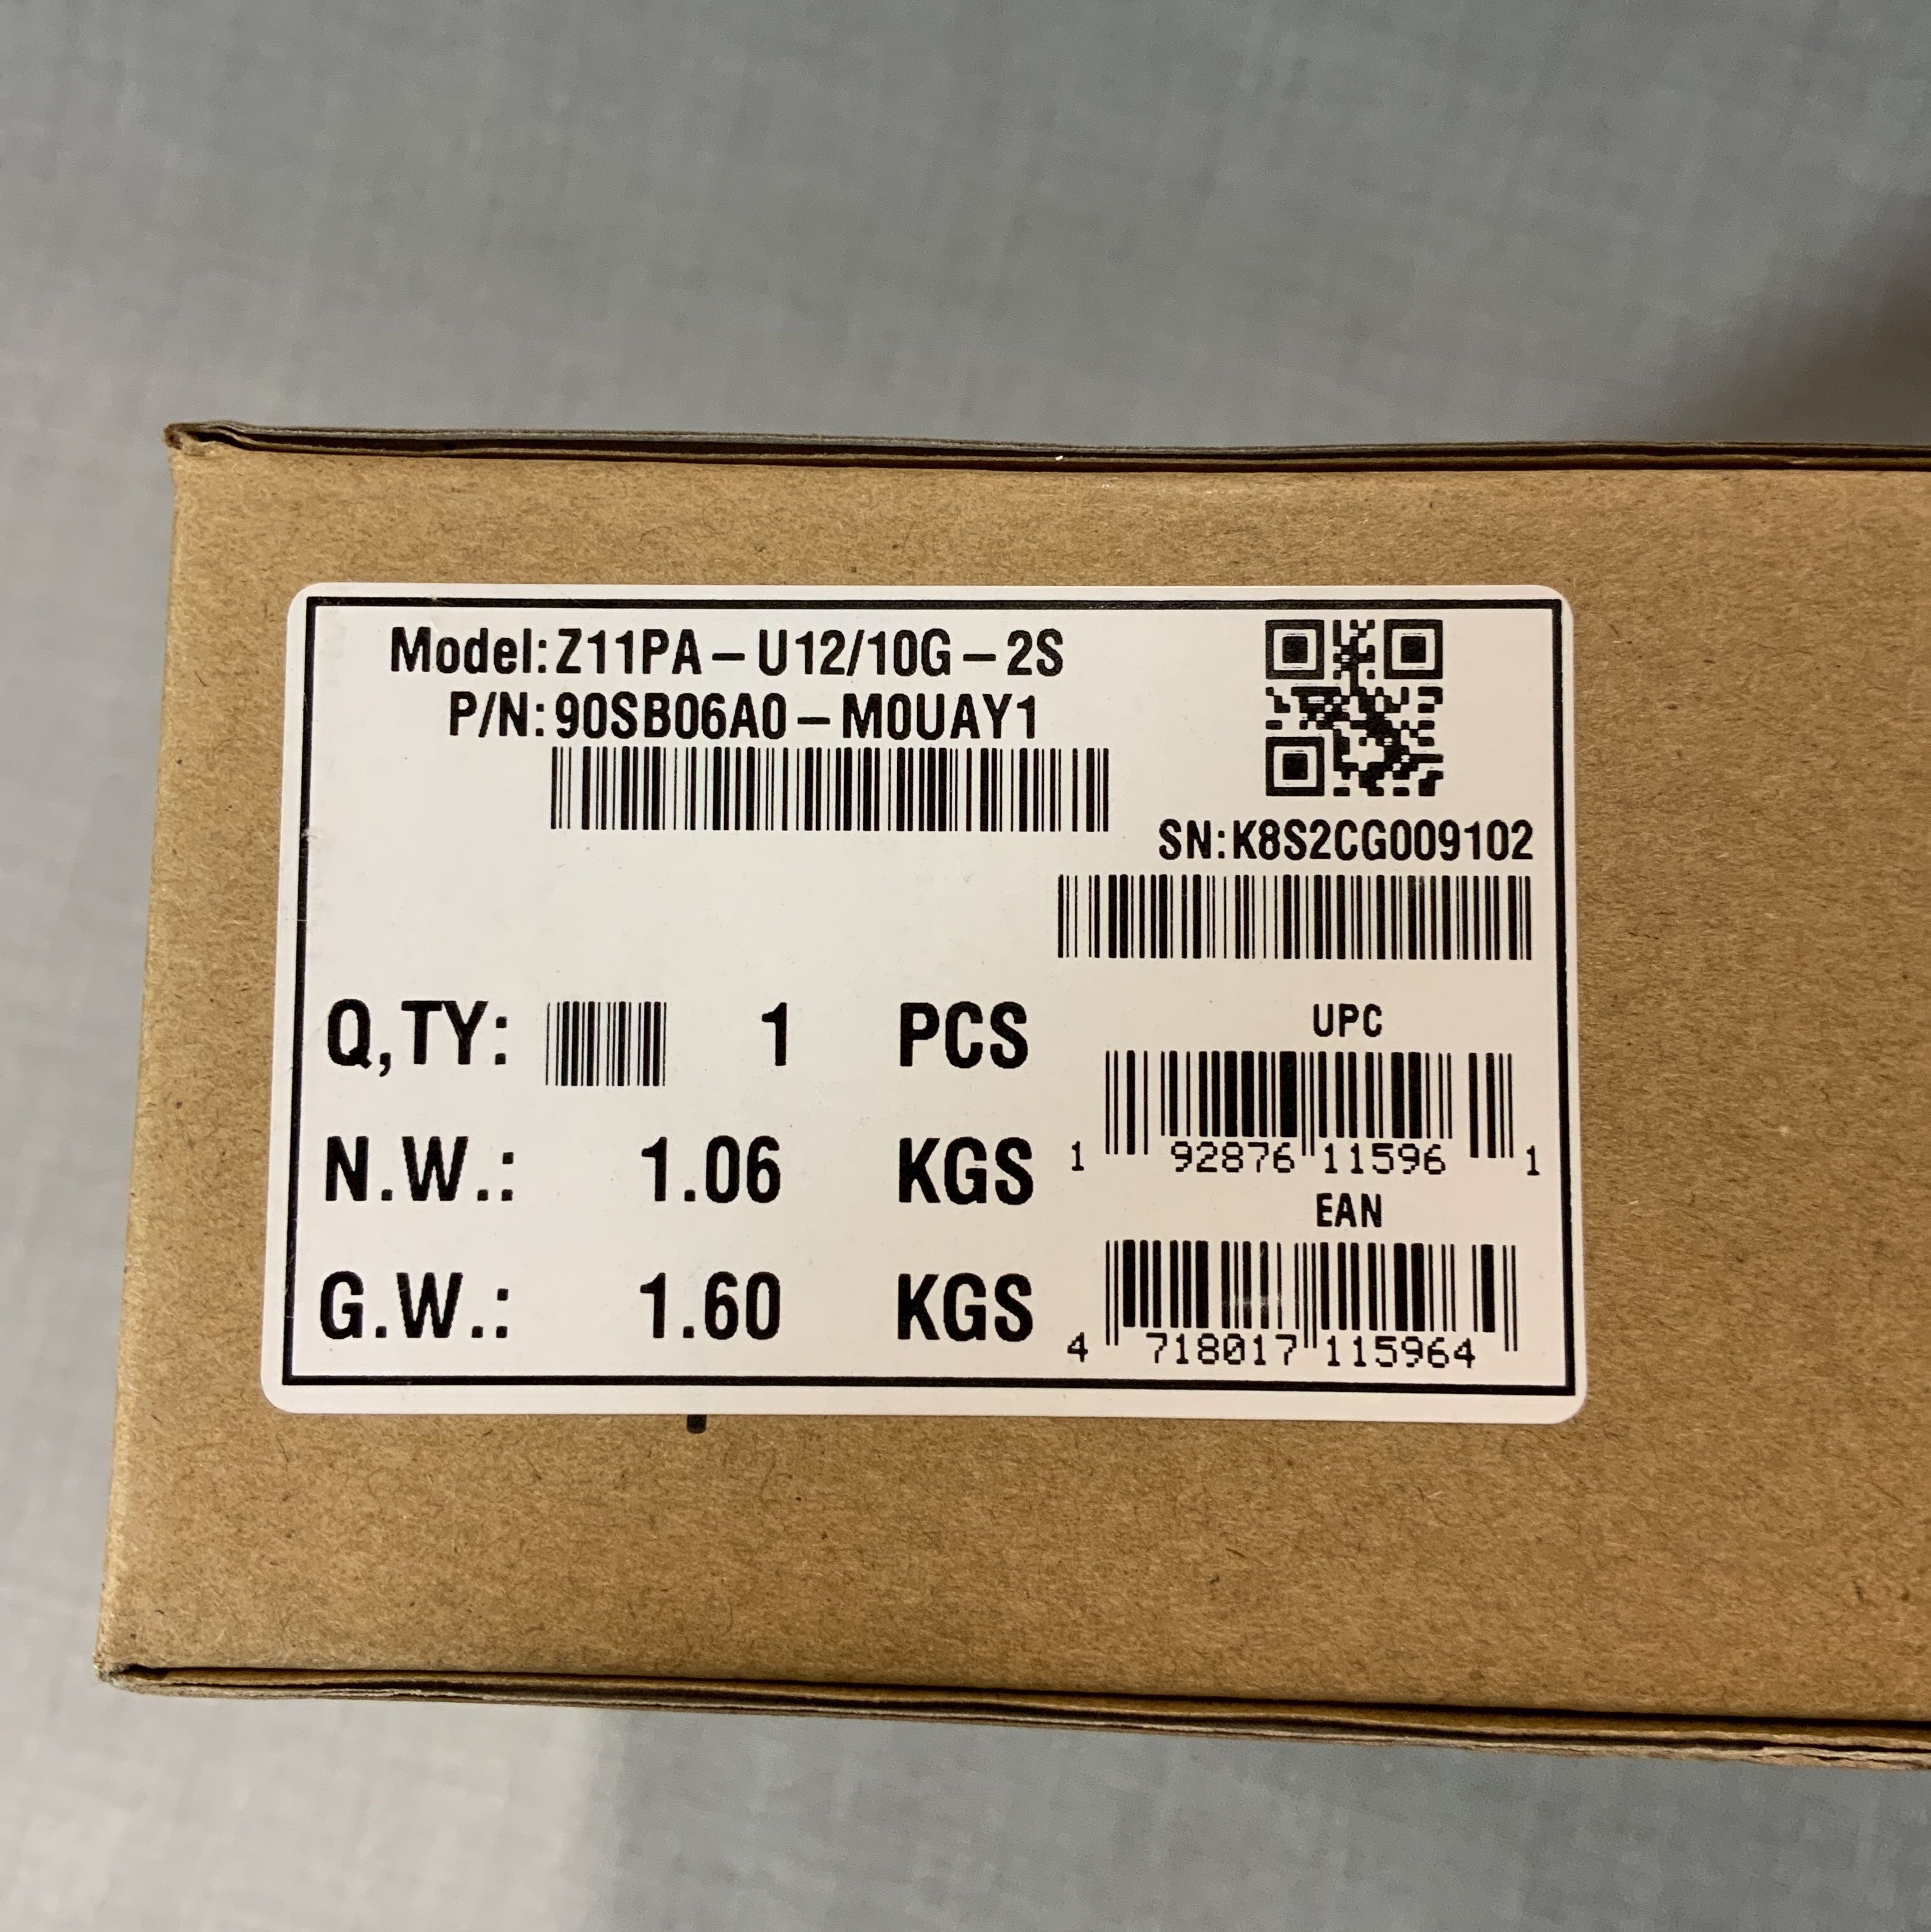 Model:Z11PA-U12/10G-2S
P/N:90SB06A0-M0UAY1
SN:K8S2CG009102
Q,TY: 1 PCS
N.W.: 1.06 KGS
G.W.: 1.60 KGS
UPC
1 92876 11596 1
EAN
4 718017 115964